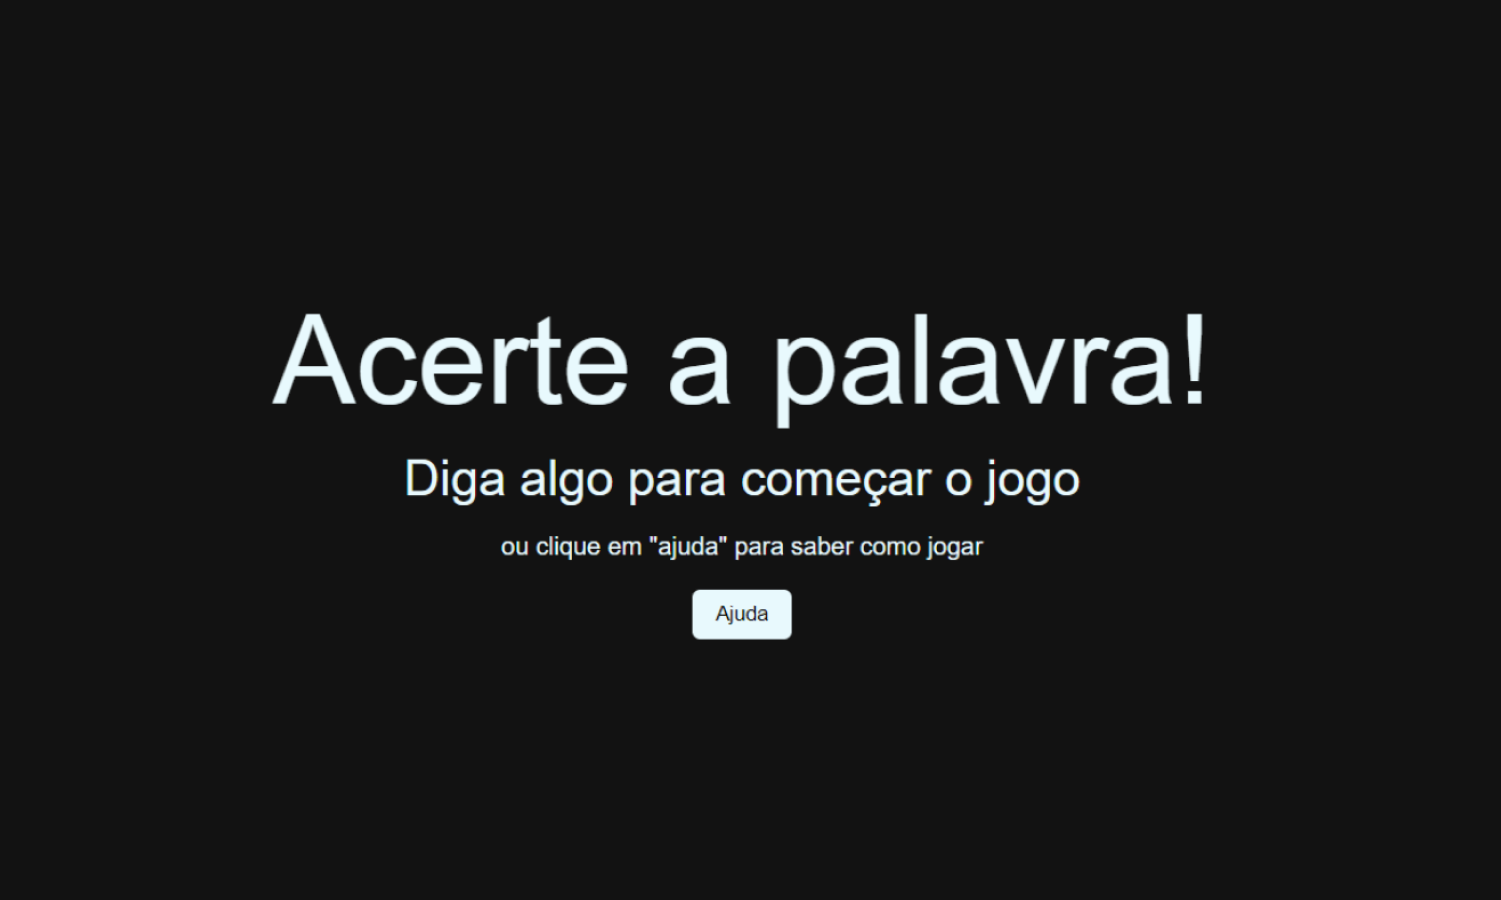 Acerte a palavra!
Diga algo para começar o jogo
ou clique em "ajuda" para saber como jogar
Ajuda